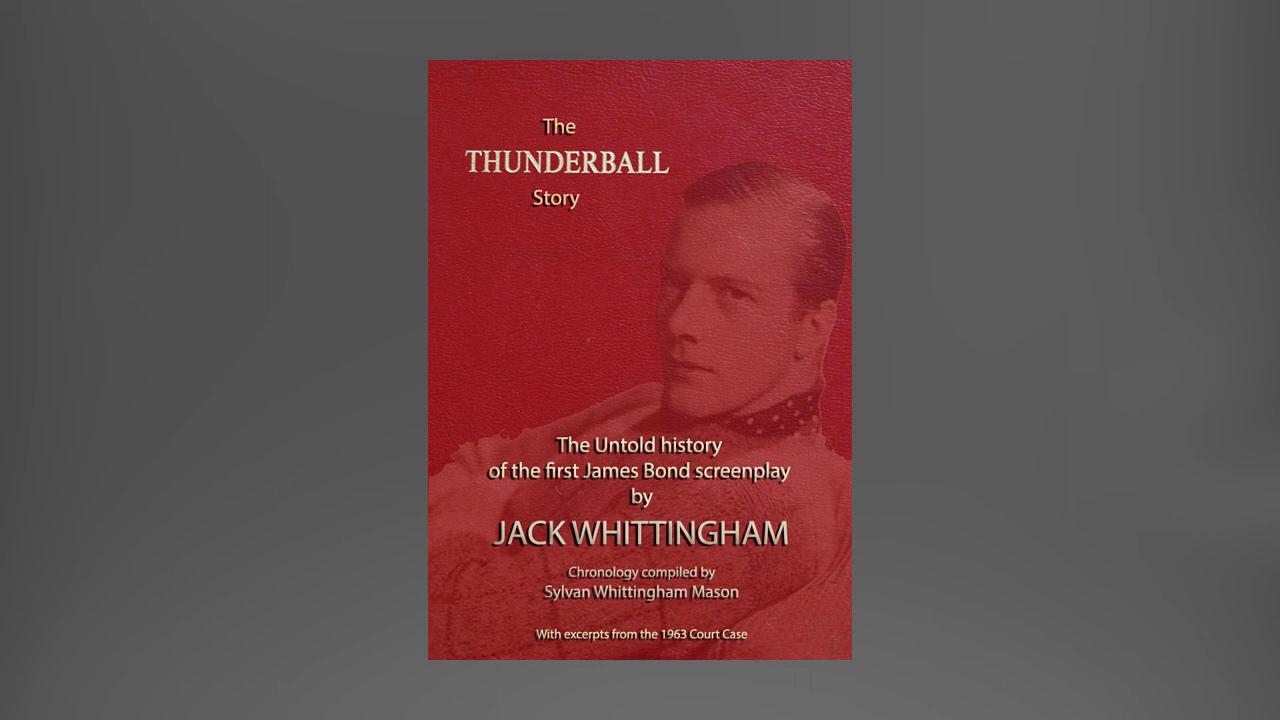 The
THUNDERBALL
Story
The Untold history
of the first James Bond screenplay
by
JACK WHITTINGHAM
Chronology compiled by
Sylvan Whittingham Mason
With excerpts from the 1963 Court Case